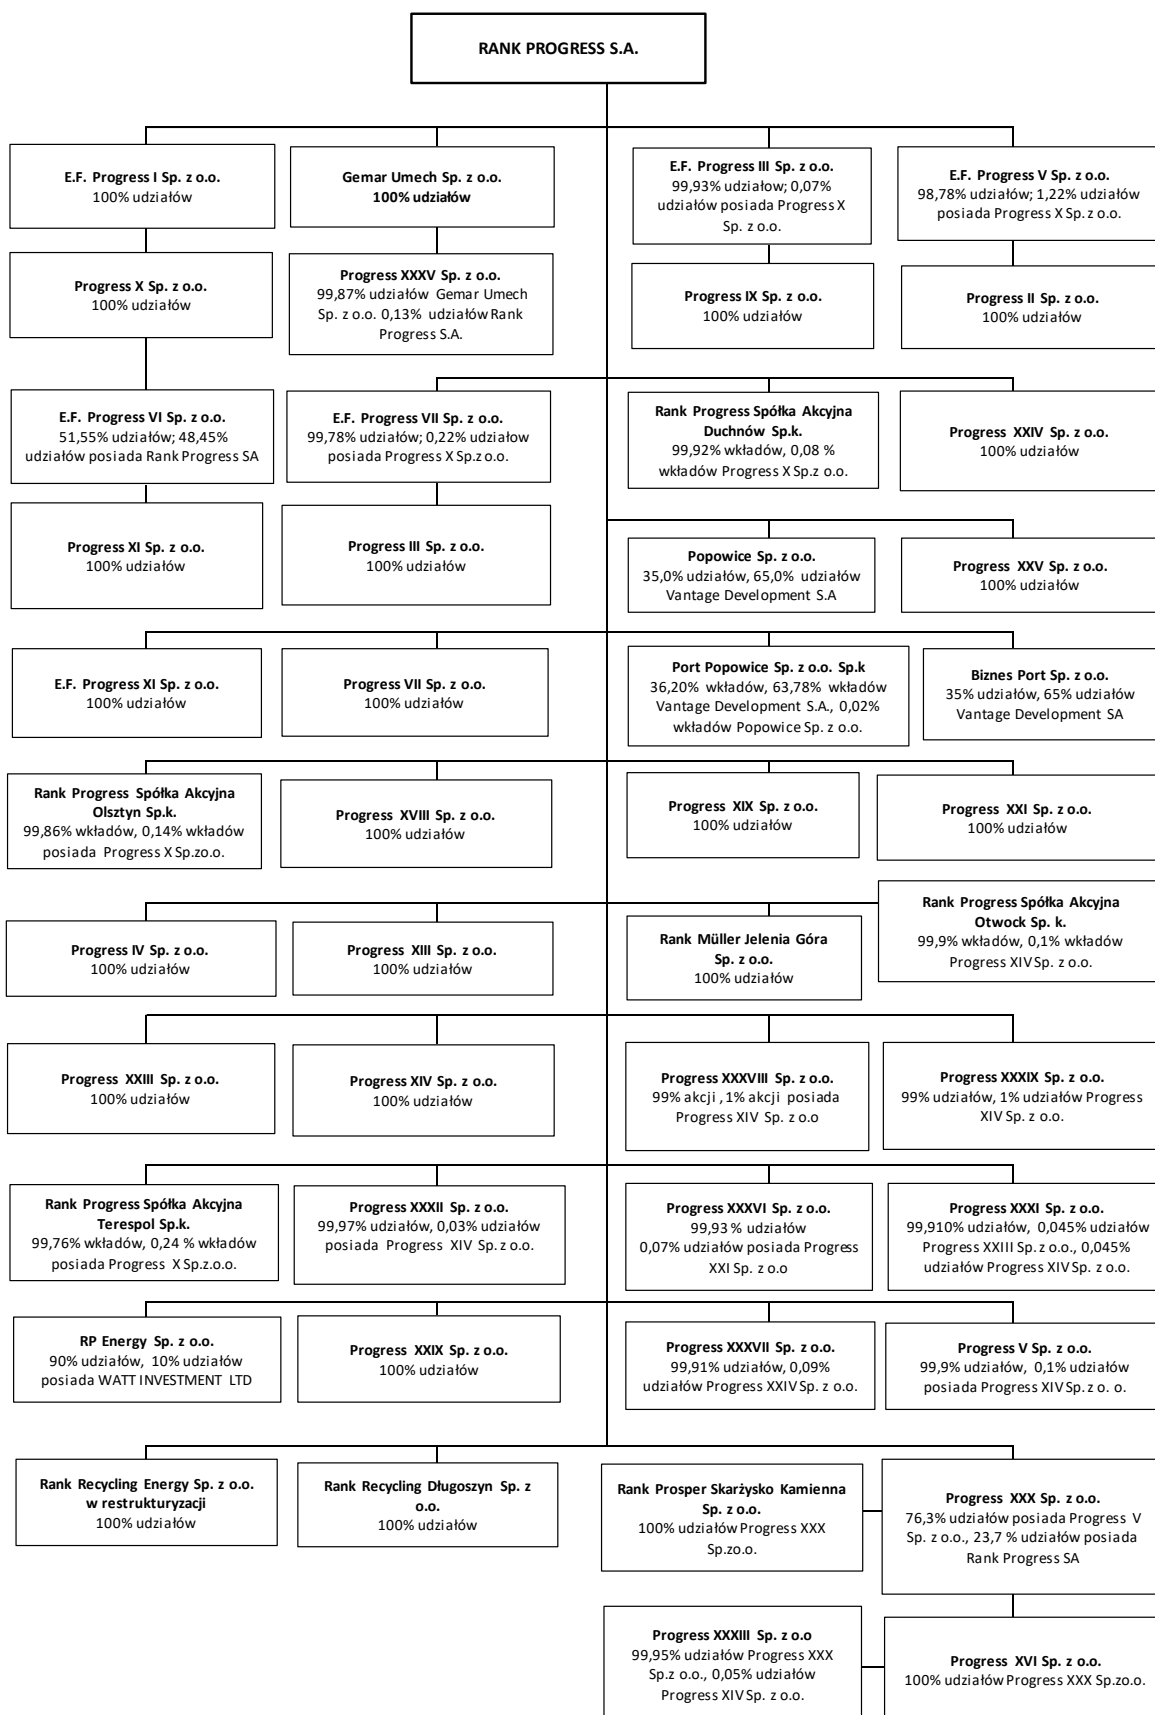 RANK PROGRESS S.A.
E.F. Progress I Sp. z o.o.
100% udziałów
Gemar Umech Sp. z o.o.
100% udziałów
E.F. Progress III Sp. z o.o.
99,93% udziałow; 0,07%
udziałów posiada Progress X
Sp. z o.o.
E.F. Progress V Sp. z o.o.
98,78% udziałow; 1,22% udziałów
posiada Progress X Sp. z o.o.
Progress X Sp. z o.o.
100% udziałów
Progress XXXV Sp. z o.o.
99,87% udziałów Gemar Umech
Sp. z o.o. 0,13% udziałów Rank
Progress S.A.
Progress IX Sp. z o.o.
100% udziałów
Progress II Sp. z o.o.
100% udziałów
E.F. Progress VI Sp. z o.o.
51,55% udziałów; 48,45%
udziałów posiada Rank Progress SA
E.F. Progress VII Sp. z o.o.
99,78% udziałów; 0,22% udziałow
posiada Progress X Sp.z o.o.
Rank Progress Spółka Akcyjna
Duchnów Sp.k.
99,92% wkładów, 0,08 %
wkładów Progress X Sp.z o.o.
Progress XXIV Sp. z o.o.
100% udziałów
Progress XI Sp. z o.o.
100% udziałów
Progress III Sp. z o.o.
100% udziałów
Popowice Sp. z o.o.
35,0% udziałów, 65,0% udziałów
Vantage Development S.A
Progress XXV Sp. z o.o.
100% udziałów
E.F. Progress XI Sp. z o.o.
100% udziałów
Progress VII Sp. z o.o.
100% udziałów
Port Popowice Sp. z o.o. Sp.k
36,20% wkładów, 63,78% wkładów
Vantage Development S.A., 0,02%
wkładów Popowice Sp. z o.o.
Biznes Port Sp. z o.o.
35% udziałów, 65% udziałów
Vantage Development SA
Rank Progress Spółka Akcyjna
Olsztyn Sp.k.
99,86% wkładów, 0,14% wkładów
posiada Progress X Sp.zo.o.
Progress XVIII Sp. z o.o.
100% udziałów
Progress XIX Sp. z o.o.
100% udziałów
Progress XXI Sp. z o.o.
100% udziałów
Progress IV Sp. z o.o.
100% udziałów
Progress XIII Sp. z o.o.
100% udziałów
Rank Müller Jelenia Góra
Sp. z o.o.
100% udziałów
Rank Progress Spółka Akcyjna
Otwock Sp. k.
99,9% wkładów, 0,1% wkładów
Progress XIV Sp. z o.o.
Progress XXIII Sp. z o.o.
100% udziałów
Progress XIV Sp. z o.o.
100% udziałów
Progress XXXVIII Sp. z o.o.
99% akcji ,1% akcji posiada
Progress XIV Sp. z o.o
Progress XXXIX Sp. z o.o.
99% udziałów, 1% udziałów Progress
XIV Sp. z o.o.
Rank Progress Spółka Akcyjna
Terespol Sp.k.
99,76% wkładów, 0,24 % wkładów
posiada Progress X Sp.z.o.o.
Progress XXXII Sp. z o.o.
99,97% udziałów, 0,03% udziałów
posiada Progress XIV Sp. z o.o.
Progress XXXVI Sp. z o.o.
99,93 % udziałów
0,07% udziałów posiada Progress
XXI Sp. z o.o
Progress XXXI Sp. z o.o.
99,910% udziałów, 0,045% udziałów
Progress XXIII Sp. z o.o., 0,045%
udziałów Progress XIV Sp. z o.o.
RP Energy Sp. z o.o.
90% udziałów, 10% udziałów
posiada WATT INVESTMENT LTD
Progress XXIX Sp. z o.o.
100% udziałów
Progress XXXVII Sp. z o.o.
99,91% udziałów, 0,09%
udziałów Progress XXIV Sp. z o.o.
Progress V Sp. z o.o.
99,9% udziałów, 0,1% udziałów
posiada Progress XIV Sp. z o. o.
Rank Recycling Energy Sp. z o.o.
w restrukturyzacji
100% udziałów
Rank Recycling Długoszyn Sp. z
o.o.
100% udziałów
Rank Prosper Skarżysko Kamienna
Sp. z o.o.
100% udziałów Progress XXX
Sp.zo.o.
Progress XXX Sp. z o.o.
76,3% udziałów posiada Progress V
Sp. z o.o., 23,7 % udziałów posiada
Rank Progress SA
Progress XXXIII Sp. z o.o
99,95% udziałów Progress XXX
Sp.z o.o., 0,05% udziałów
Progress XIV Sp. z o.o.
Progress XVI Sp. z o.o.
100% udziałów Progress XXX Sp.zo.o.